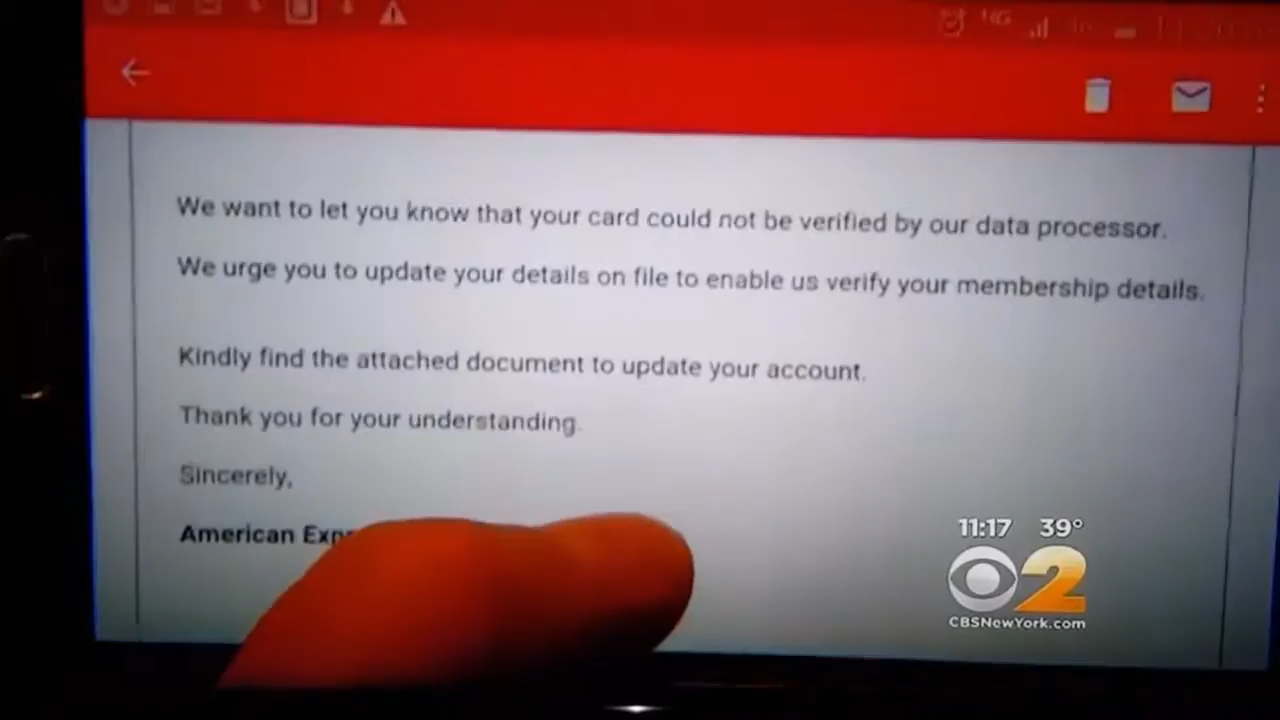 We want to let you know that your card could not be verified by our data processor.
We urge you to update your details on file to enable us verify your membership details.
Kindly find the attached document to update your account.
Thank you for your understanding.
Sincerely,
American
11:17 39°
2
CBSNewYork.com